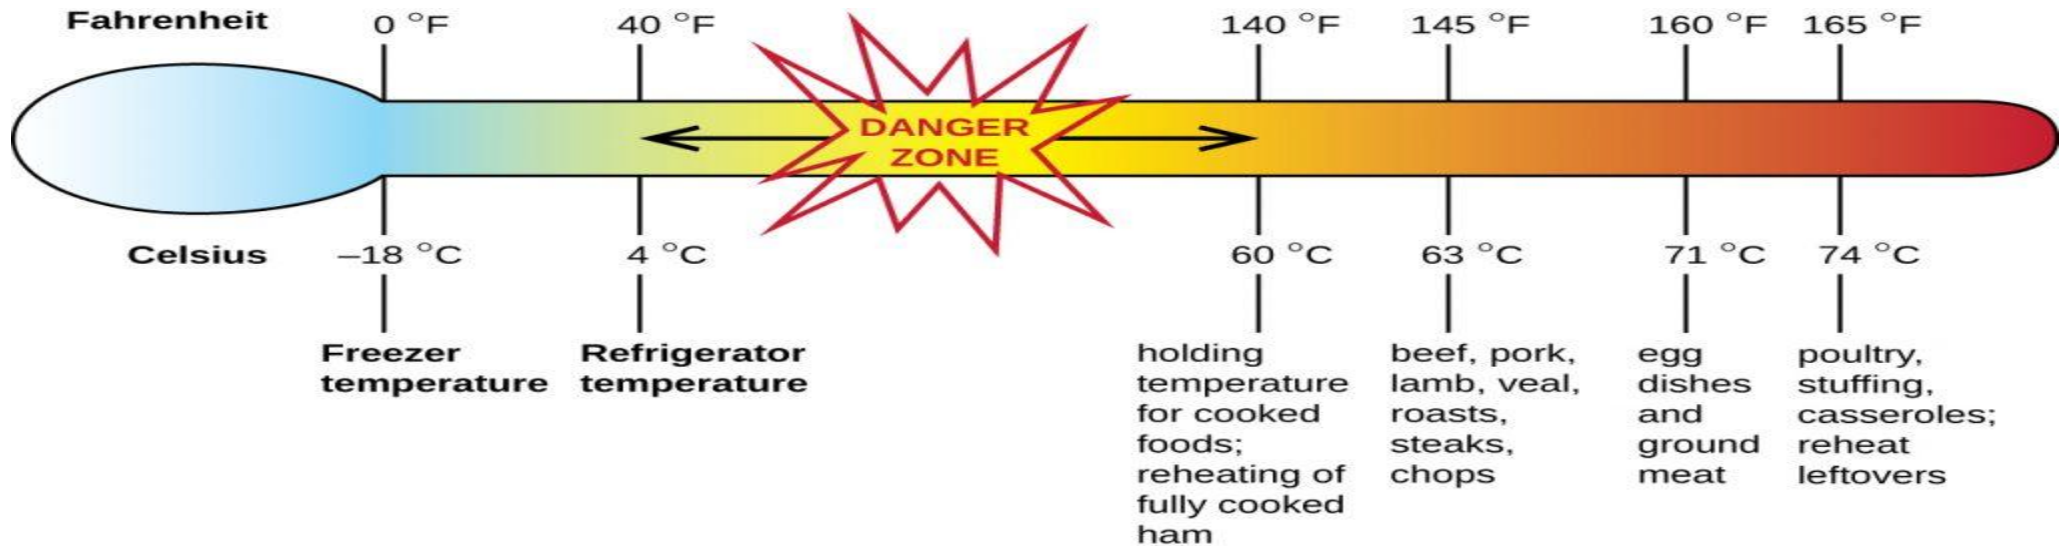 Fahrenheit 0 °F 40 °F 140 °F 145 °F 160 °F 165 °F
DANGER
ZONE
Celsius –18 °C 4 °C 60 °C 63 °C 71 °C 74 °C
Freezer
temperature
Refrigerator
temperature
holding
temperature
for cooked
foods;
reheating of
fully cooked
ham
beef, pork,
lamb, veal,
roasts,
steaks,
chops
egg
dishes
and
ground
meat
poultry,
stuffing,
casseroles;
reheat
leftovers